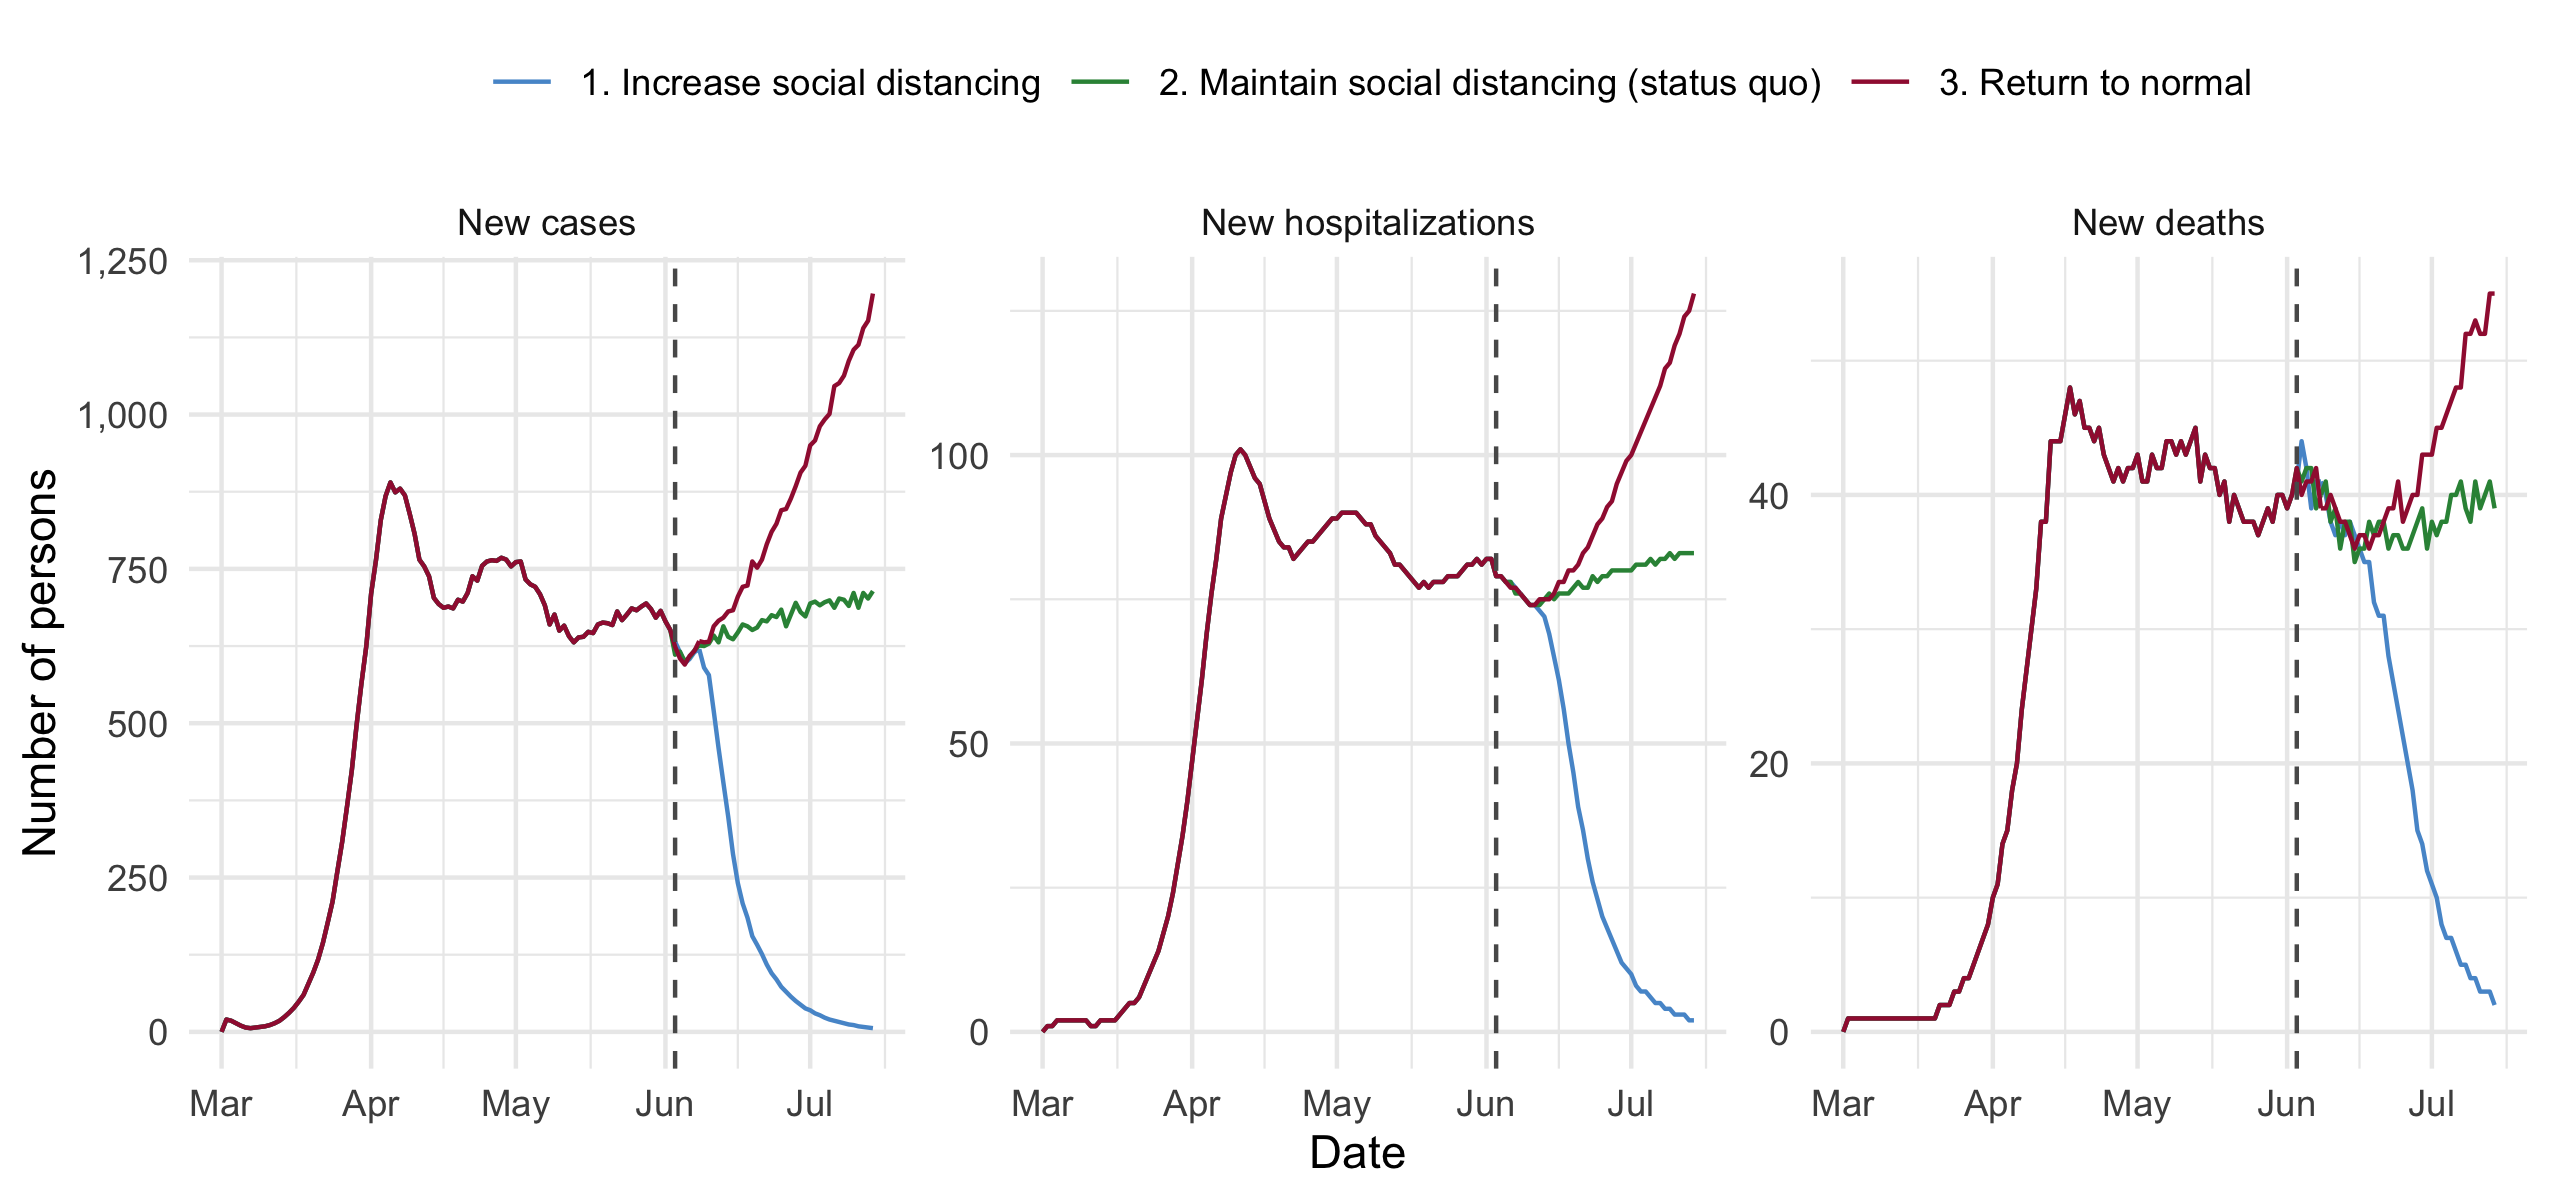 1. Increase social distancing 2. Maintain social distancing (status quo) 3. Return to normal
New cases New hospitalizations New deaths
Number of persons
1,250
1,000
750
500
250
0
100
50
0
40
20
0
Mar Apr May Jun Jul Mar Apr May Jun Jul Mar Apr May Jun Jul
Date